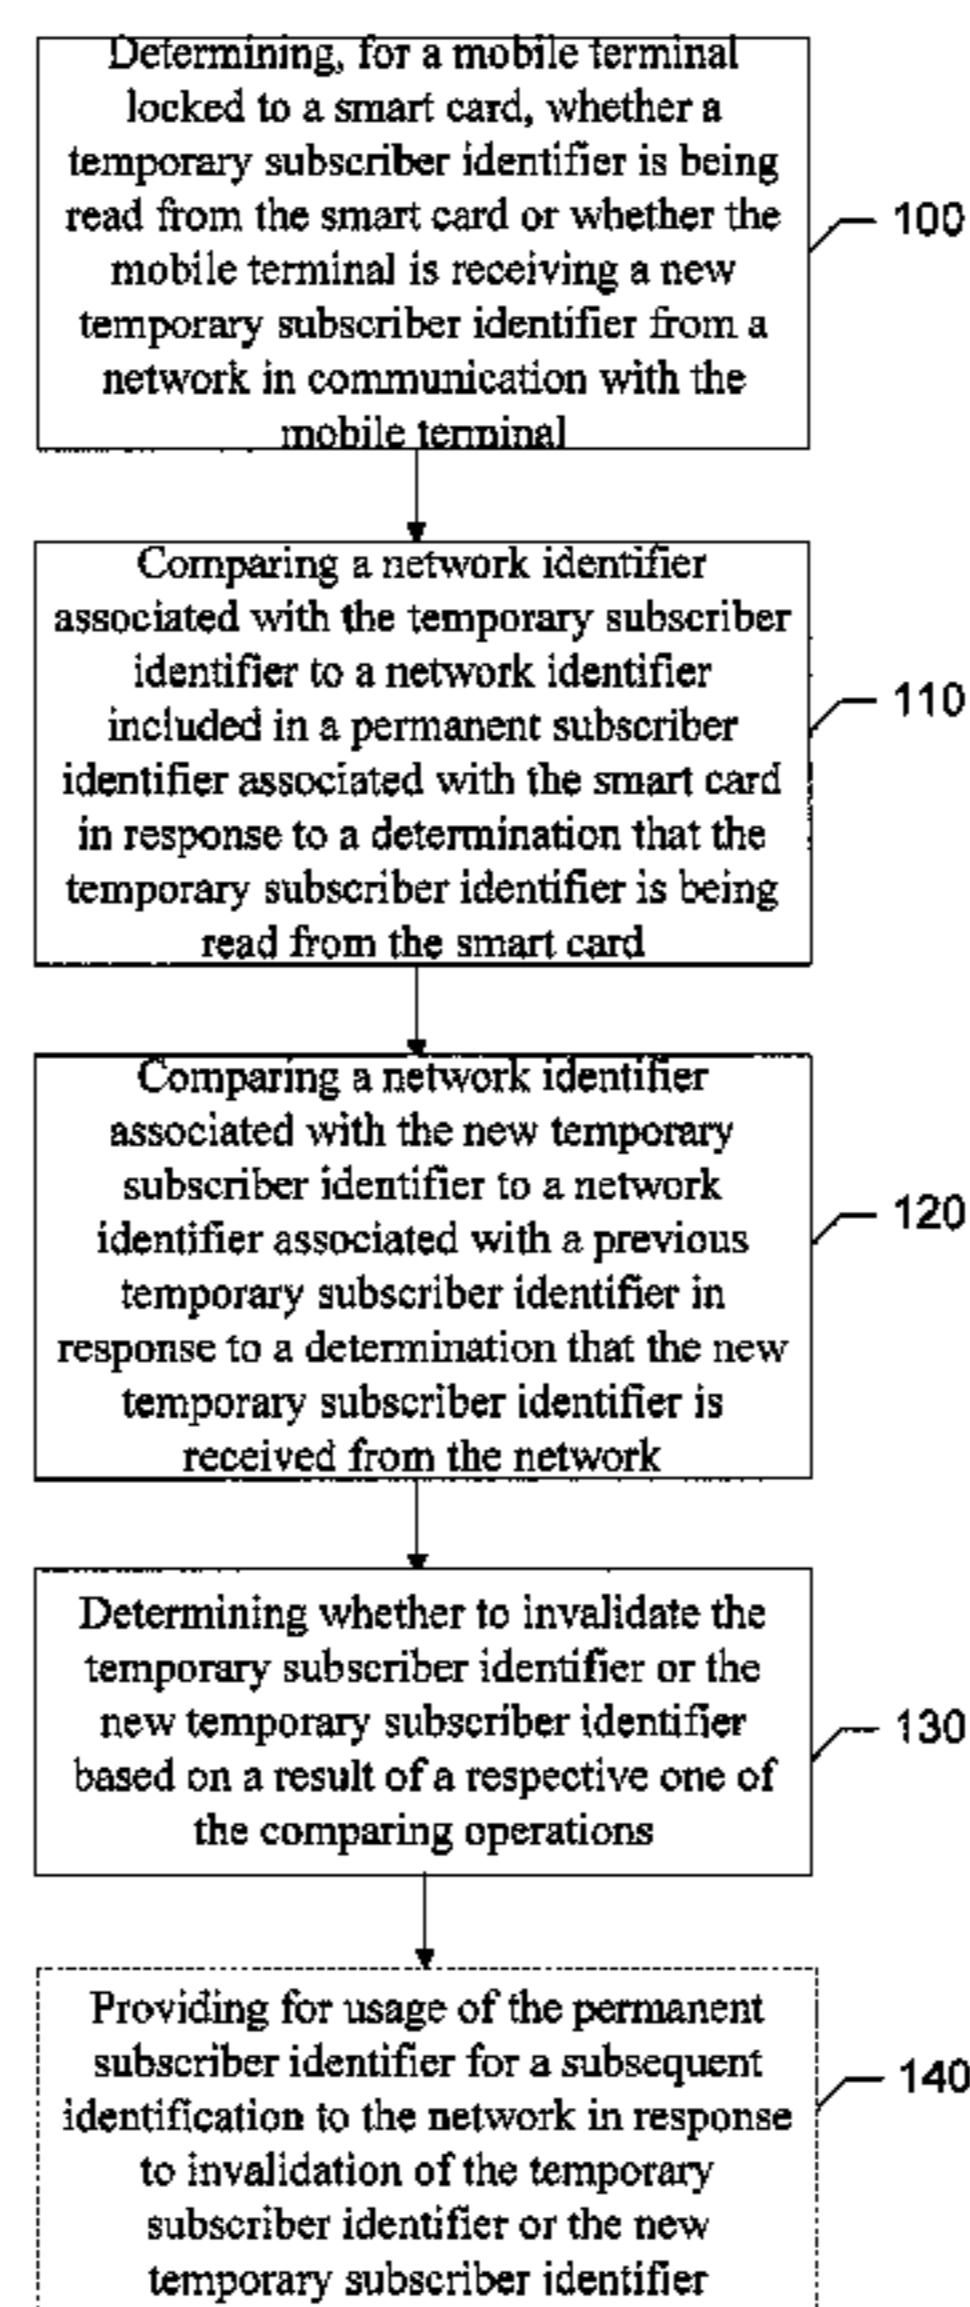 Determining, for a mobile terminal
locked to a smart card, whether a
temporary subscriber identifier is being
read from the smart card or whether the
mobile terminal is receiving a new
temporary subscriber identifier from a
network in communication with the
mobile terminal
100
Comparing a network identifier
associated with the temporary subscriber
identifier to a network identifier
included in a permanent subscriber
identifier associated with the smart card
in response to a determination that the
temporary subscriber identifier is being
read from the smart card
110
Comparing a network identifier
associated with the new temporary
subscriber identifier to a network
identifier associated with a previous
temporary subscriber identifier in
response to a determination that the new
temporary subscriber identifier is
received from the network
120
Determining whether to invalidate the
temporary subscriber identifier or the
new temporary subscriber identifier
based on a result of a respective one of
the comparing operations
130
Providing for usage of the permanent
subscriber identifier for a subsequent
identification to the network in response
to invalidation of the temporary
subscriber identifier or the new
temporary subscriber identifier
140